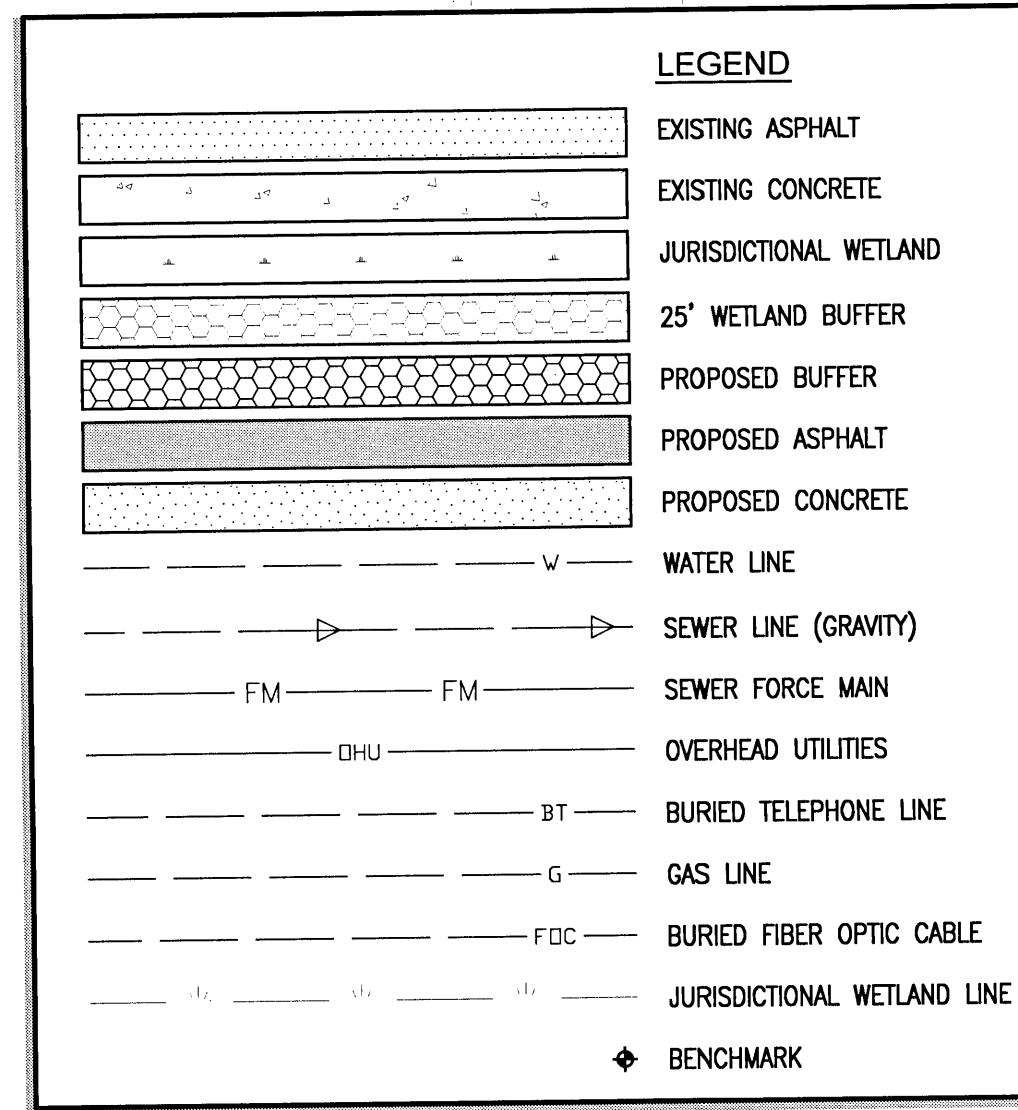 LEGEND
EXISTING ASPHALT
EXISTING CONCRETE
JURISDICTIONAL WETLAND
25' WETLAND BUFFER
PROPOSED BUFFER
PROPOSED ASPHALT
PROPOSED CONCRETE
W WATER LINE
SEWER LINE (GRAVITY)
FM FM SEWER FORCE MAIN
OHU OVERHEAD UTILITIES
BT BURIED TELEPHONE LINE
G GAS LINE
FOC BURIED FIBER OPTIC CABLE
JURISDICTIONAL WETLAND LINE
BENCHMARK